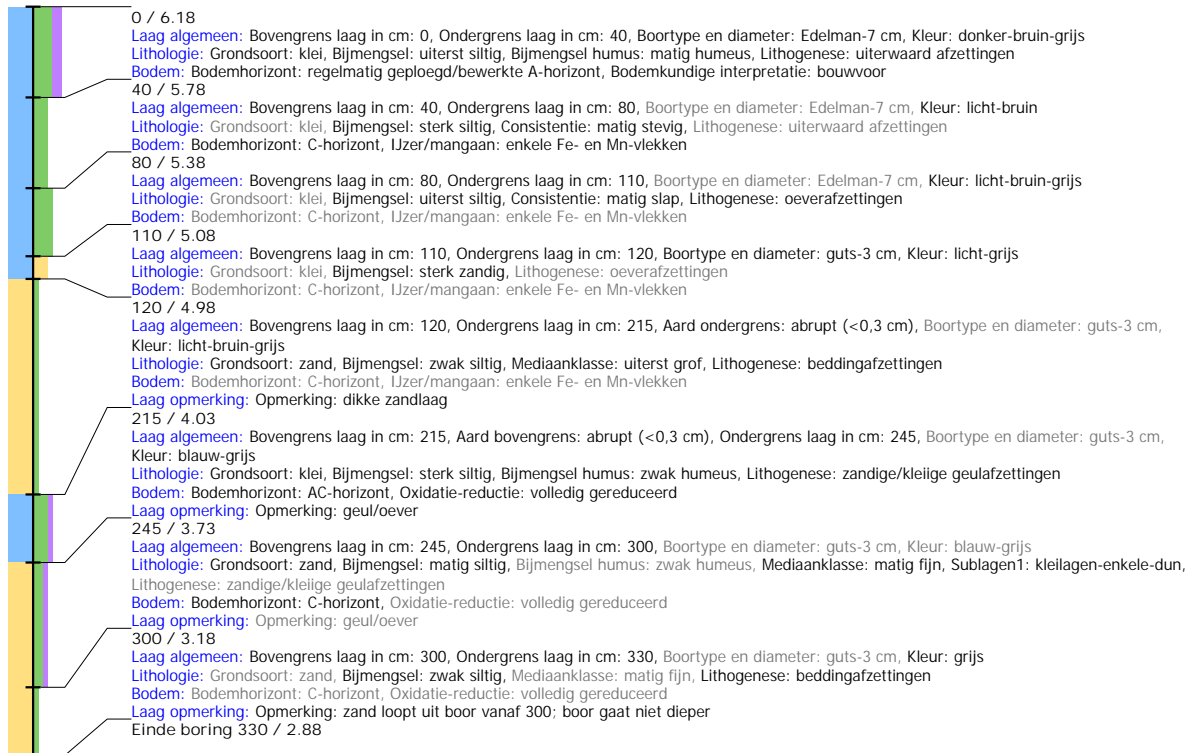 0 / 6.18
Laag algemeen: Bovengrens laag in cm: 0, Ondergrens laag in cm: 40, Boortype en diameter: Edelman-7 cm, Kleur: donker-bruin-grijs
Lithologie: Grondsoort: klei, Bijmengsel: uiterst siltig, Bijmengsel humus: matig humeus, Lithogenese: uiterwaard afzettingen
Bodem: Bodemhorizont: regelmatig geploegd/bewerkte A-horizont, Bodemkundige interpretatie: bouwvoor
40 / 5.78
Laag algemeen: Bovengrens laag in cm: 40, Ondergrens laag in cm: 80, Boortype en diameter: Edelman-7 cm, Kleur: licht-bruin
Lithologie: Grondsoort: klei, Bijmengsel: sterk siltig, Consistentie: matig stevig, Lithogenese: uiterwaard afzettingen
Bodem: Bodemhorizont: C-horizont, IJzer/mangaan: enkele Fe- en Mn-vlekken
80 / 5.38
Laag algemeen: Bovengrens laag in cm: 80, Ondergrens laag in cm: 110, Boortype en diameter: Edelman-7 cm, Kleur: licht-bruin-grijs
Lithologie: Grondsoort: klei, Bijmengsel: uiterst siltig, Consistentie: matig slap, Lithogenese: oeverafzettingen
Bodem: Bodemhorizont: C-horizont, IJzer/mangaan: enkele Fe- en Mn-vlekken
110 / 5.08
Laag algemeen: Bovengrens laag in cm: 110, Ondergrens laag in cm: 120, Boortype en diameter: guts-3 cm, Kleur: licht-grijs
Lithologie: Grondsoort: klei, Bijmengsel: sterk zandig, Lithogenese: oeverafzettingen
Bodem: Bodemhorizont: C-horizont, IJzer/mangaan: enkele Fe- en Mn-vlekken
120 / 4.98
Laag algemeen: Bovengrens laag in cm: 120, Ondergrens laag in cm: 215, Aard ondergrens: abrupt (<0,3 cm), Boortype en diameter: guts-3 cm,
Kleur: licht-bruin-grijs
Lithologie: Grondsoort: zand, Bijmengsel: zwak siltig, Mediaanklasse: uiterst grof, Lithogenese: beddingafzettingen
Bodem: Bodemhorizont: C-horizont, IJzer/mangaan: enkele Fe- en Mn-vlekken
Laag opmerking: Opmerking: dikke zandlaag
215 / 4.03
Laag algemeen: Bovengrens laag in cm: 215, Aard bovengrens: abrupt (<0,3 cm), Ondergrens laag in cm: 245, Boortype en diameter: guts-3 cm,
Kleur: blauw-grijs
Lithologie: Grondsoort: klei, Bijmengsel: sterk siltig, Bijmengsel humus: zwak humeus, Lithogenese: zandige/kleiige geulafzettingen
Bodem: Bodemhorizont: AC-horizont, Oxidatie-reductie: volledig gereduceerd
Laag opmerking: Opmerking: geul/oever
245 / 3.73
Laag algemeen: Bovengrens laag in cm: 245, Ondergrens laag in cm: 300, Boortype en diameter: guts-3 cm, Kleur: blauw-grijs
Lithologie: Grondsoort: zand, Bijmengsel: matig siltig, Bijmengsel humus: zwak humeus, Mediaanklasse: matig fijn, Sublagen1: kleilagen-enkele-dun,
Lithogenese: zandige/kleiige geulafzettingen
Bodem: Bodemhorizont: C-horizont, Oxidatie-reductie: volledig gereduceerd
Laag opmerking: Opmerking: geul/oever
300 / 3.18
Laag algemeen: Bovengrens laag in cm: 300, Ondergrens laag in cm: 330, Boortype en diameter: guts-3 cm, Kleur: grijs
Lithologie: Grondsoort: zand, Bijmengsel: zwak siltig, Mediaanklasse: matig fijn, Lithogenese: beddingafzettingen
Bodem: Bodemhorizont: C-horizont, Oxidatie-reductie: volledig gereduceerd
Laag opmerking: Opmerking: zand loopt uit boor vanaf 300; boor gaat niet dieper
Einde boring 330 / 2.88